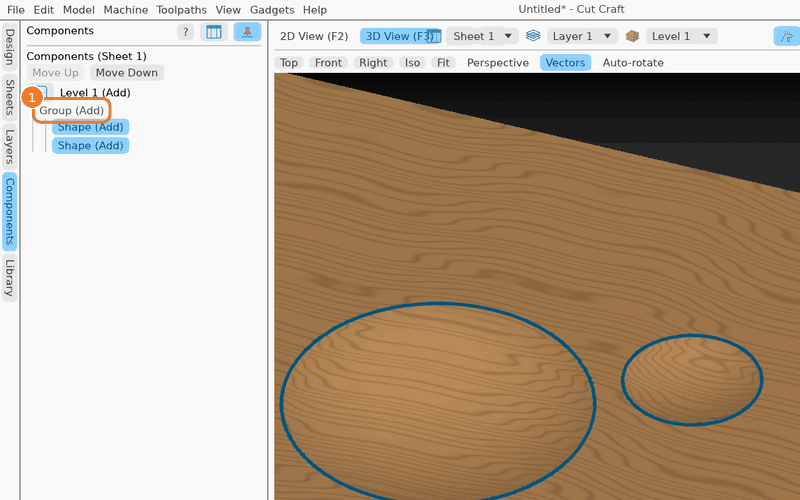 File Edit Model Machine Toolpaths View Gadgets Help
Untitled* - Cut Craft
Design
Sheets
Layers
Components
Library
Components
?
Components (Sheet 1)
Move Up Move Down
Level 1 (Add)
1
Group (Add)
Shape (Add)
Shape (Add)
2D View (F2) 3D View (F3) Sheet 1 Layer 1 Level 1
Top Front Right Iso Fit Perspective Vectors Auto-rotate